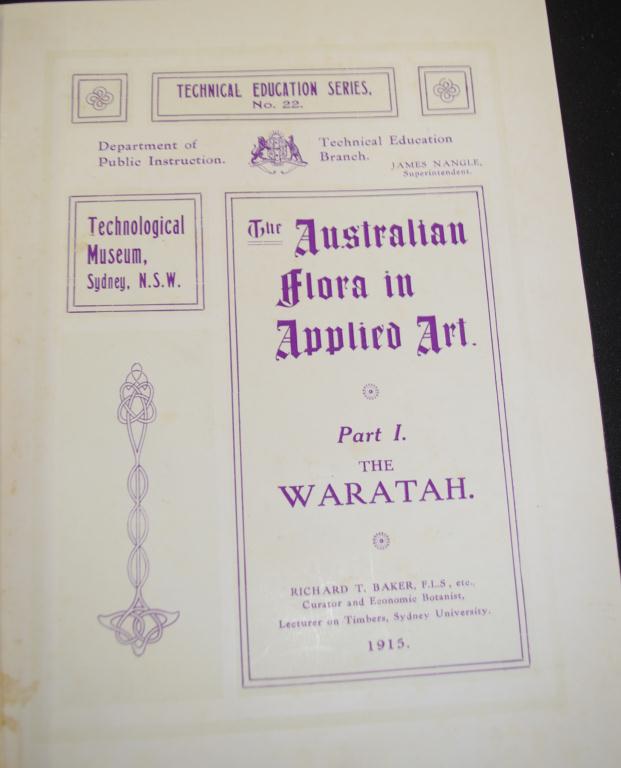 TECHNICAL EDUCATION SERIES,
No. 22.
Department of
Public Instruction.
Technical Education
Branch.
JAMES NANGLE,
Superintendent.
Technological
Museum,
Sydney, N.S.W.
The Australian
Flora in
Applied Art.
Part I.
THE
WARATAH.
RICHARD T. BAKER, F.L.S, etc.,
Curator and Economic Botanist,
Lecturer on Timbers, Sydney University.
1915.